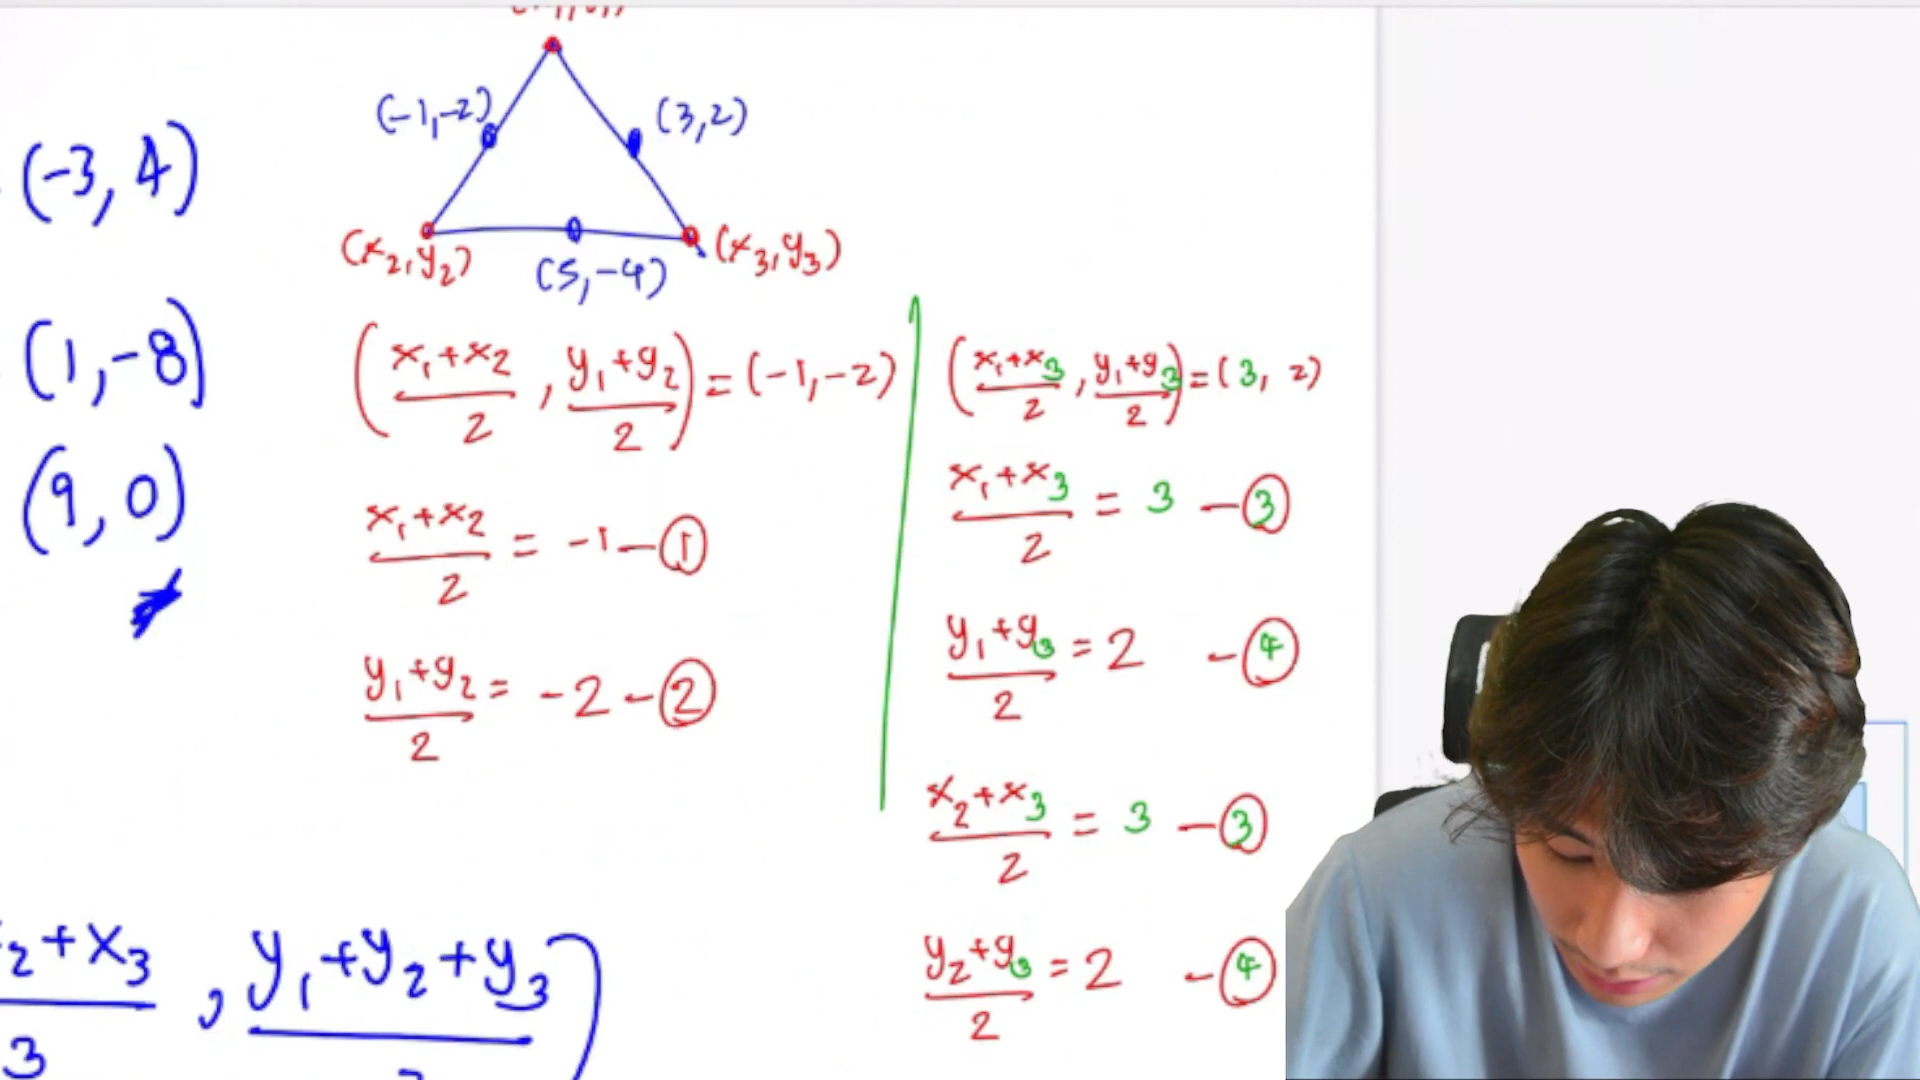 (-3, 4)
(1, -8)
(9, 0)
(-1,-2)
(3,2)
(x₂,y₂)
(5,-4)
(x₃,y₃)
(x₁+x₂/2 , y₁+y₂/2) = (-1,-2)
x₁+x₂/2 = -1 -①
y₁+y₂/2 = -2 -②
(x₁+x₃/2 , y₁+y₃/2) = (3, 2)
x₁+x₃/2 = 3 -③
y₁+y₃/2 = 2 -④
x₂+x₃/2 = 3 -③
y₂+y₃/2 = 2 -④
₂+x₃/3 , y₁+y₂+y₃)